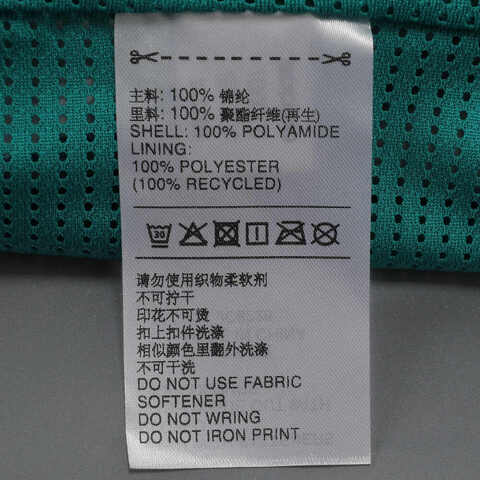 主料: 100% 锦纶
里料: 100% 聚酯纤维(再生)
SHELL: 100% POLYAMIDE
LINING:
100% POLYESTER
(100% RECYCLED)
30
请勿使用织物柔软剂
不可拧干
印花不可烫
扣上扣件洗涤
相似颜色里翻外洗涤
不可干洗
DO NOT USE FABRIC
SOFTENER
DO NOT WRING
DO NOT IRON PRINT